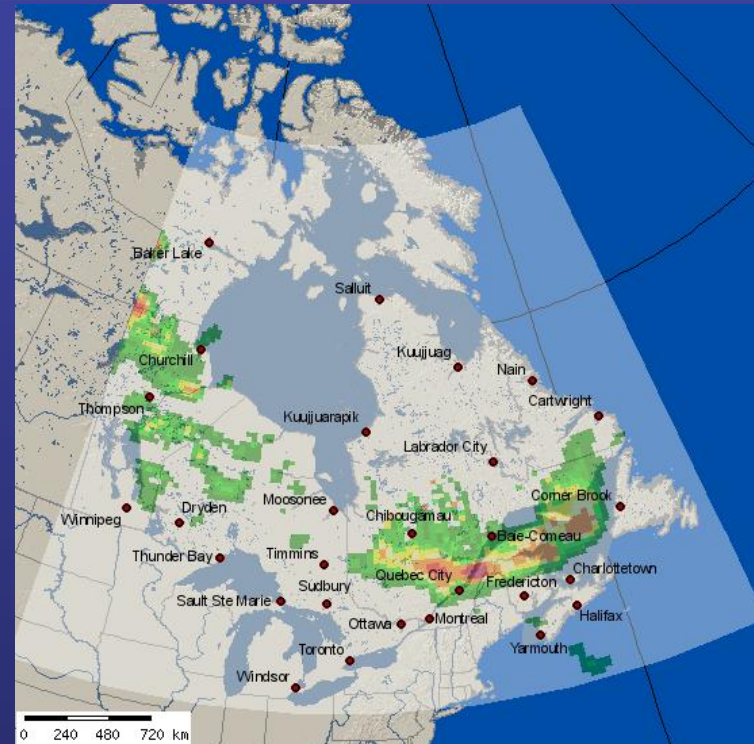 Baker Lake
Salluit
Churchill
Kuujjuag
Nain
Thompson
Cartwright
Kuujjuarapik
Labrador City
Corner Brook
Moosonee
Chibougamau
Winnipeg
Dryden
Baie-Comeau
Thunder Bay
Timmins
Charlottetown
Quebec City
Fredericton
Sudbury
Sault Ste Marie
Halifax
Ottawa
Montreal
Yarmouth
Toronto
Windsor
0 240 480 720 km